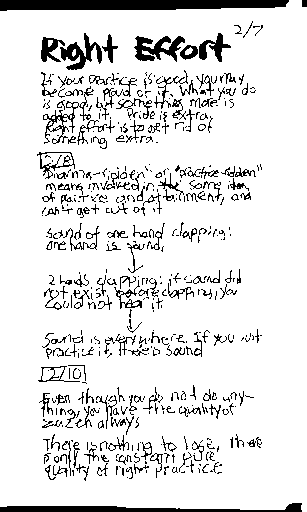 2/7
Right Effort
If your practice is good, you may
become proud of it. What you do
is good, but something more is
added to it. Pride is extra.
Right effort is to get rid of
something extra.
2/8
"Dharma-ridden" or "practice-ridden"
means involved in the some idea
of practice and attainment, and
can't get out of it
Sound of one hand clapping:
one hand is sound.
2 hands clapping: if sound did
not exist before clapping, you
could not hear it.
Sound is everywhere. If you just
practice it, there is sound
2/10
Even though you do not do any-
thing, you have the quality of
zazen always
There is nothing to lose, there
is only the constant pure
quality of right practice